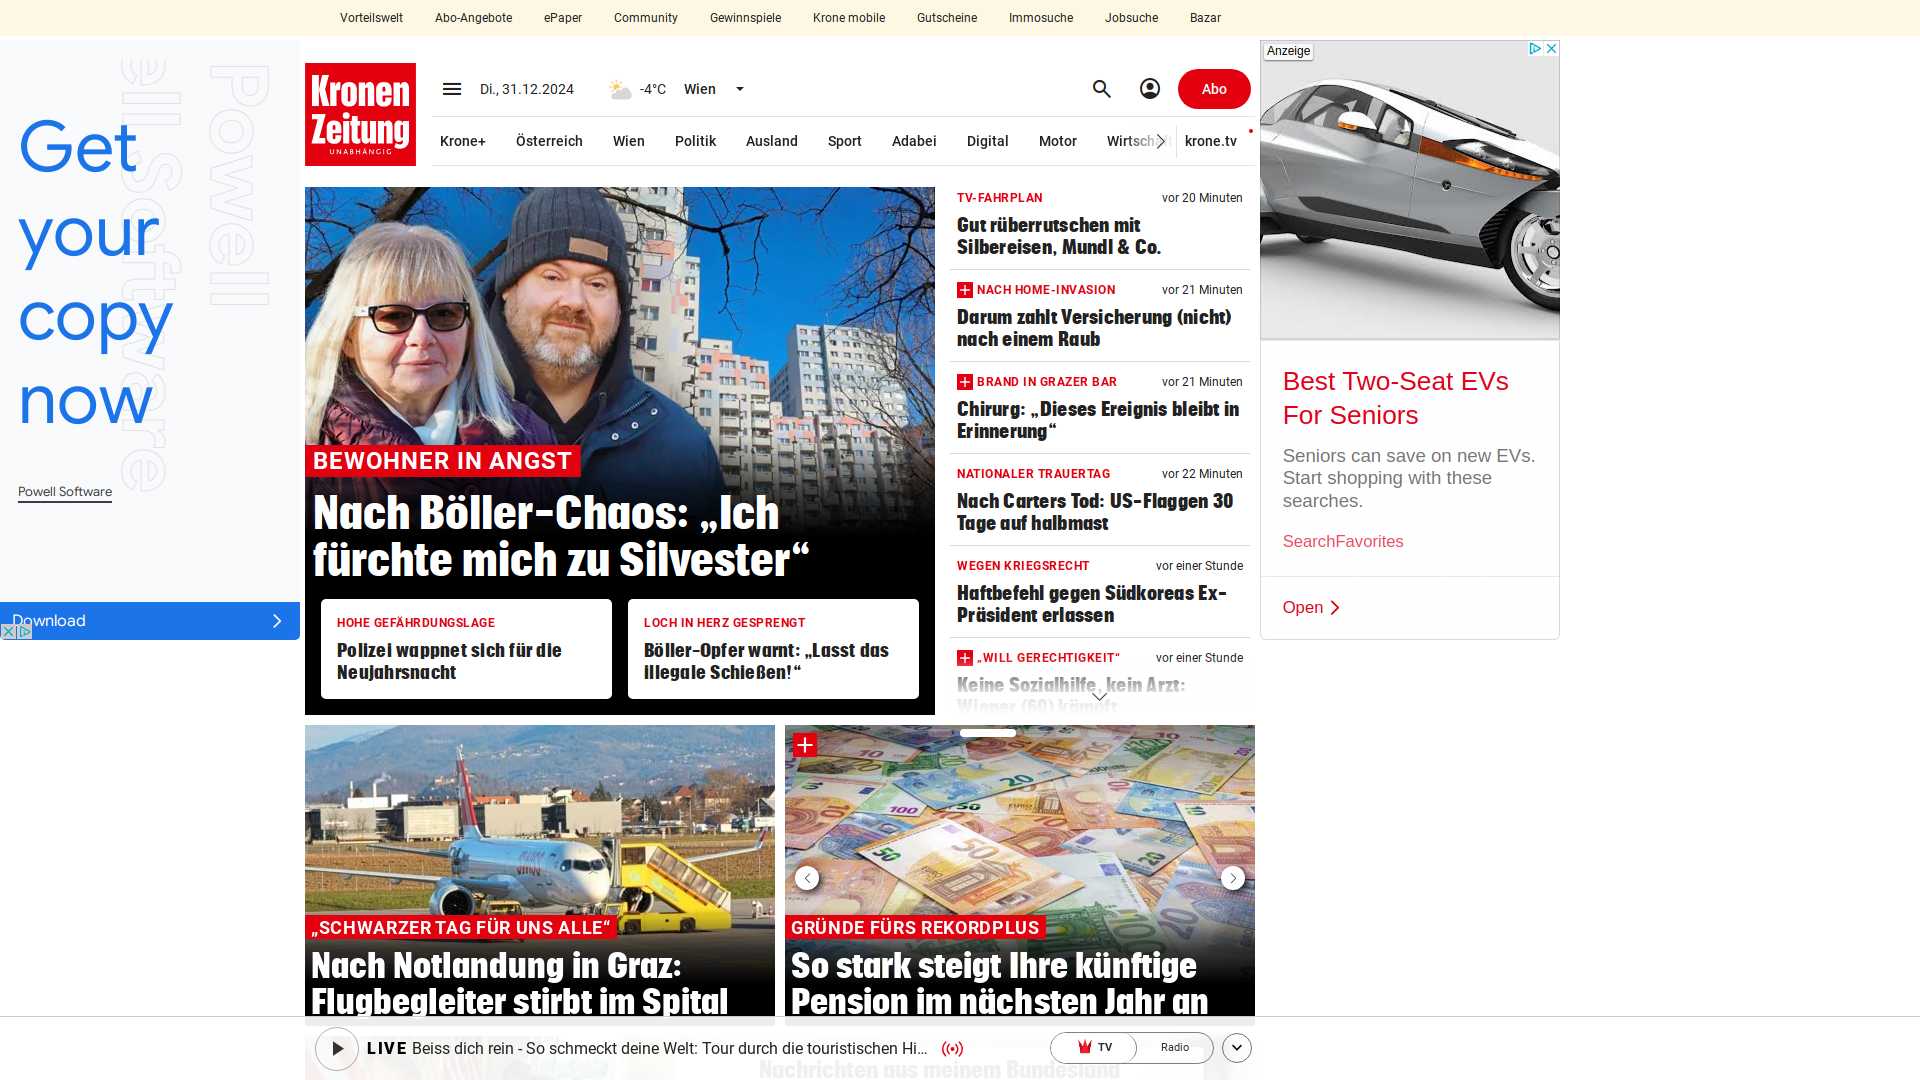 Vorteilswelt Abo-Angebote ePaper Community Gewinnspiele Krone mobile Gutscheine Immosuche Jobsuche Bazar
Powell
ell Software
Get
your
copy
now
Powell Software
Download
Kronen
Zeitung
UNABHÄNGIG
Di., 31.12.2024
-4°C Wien
Abo
Krone+ Österreich Wien Politik Ausland Sport Adabei Digital Motor krone.tv
BEWOHNER IN ANGST
Nach Böller-Chaos: „Ich
fürchte mich zu Silvester“
HOHE GEFÄHRDUNGSLAGE
Polizei wappnet sich für die
Neujahrsnacht
LOCH IN HERZ GESPRENGT
Böller-Opfer warnt: „Lasst das
illegale Schießen!“
TV-FAHRPLAN vor 20 Minuten
Gut rüberrutschen mit
Silbereisen, Mundl & Co.
NACH HOME-INVASION vor 21 Minuten
Darum zahlt Versicherung (nicht)
nach einem Raub
BRAND IN GRAZER BAR vor 21 Minuten
Chirurg: „Dieses Ereignis bleibt in
Erinnerung“
NATIONALER TRAUERTAG vor 22 Minuten
Nach Carters Tod: US-Flaggen 30
Tage auf halbmast
WEGEN KRIEGSRECHT vor einer Stunde
Haftbefehl gegen Südkoreas Ex-
Präsident erlassen
„WILL GERECHTIGKEIT“ vor einer Stunde
Keine Sozialhilfe, kein Arzt:
Wiener (60) kämpft
Anzeige
Best Two-Seat EVs
For Seniors
Seniors can save on new EVs.
Start shopping with these
searches.
SearchFavorites
Open
„SCHWARZER TAG FÜR UNS ALLE“
Nach Notlandung in Graz:
Flugbegleiter stirbt im Spital
GRÜNDE FÜRS REKORDPLUS
So stark steigt Ihre künftige
Pension im nächsten Jahr an
LIVE Beiss dich rein - So schmeckt deine Welt: Tour durch die touristischen Hi...
TV Radio
Nachrichten aus meinem Bundesland